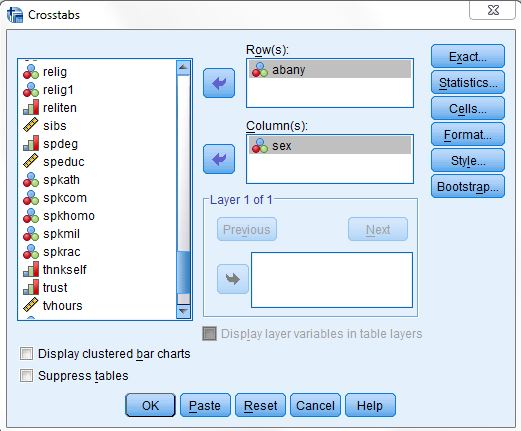 Crosstabs
relig
relig1
reliten
sibs
spdeg
speduc
spkath
spkcom
spkhomo
spkmil
spkrac
thnkself
trust
tvhours
Row(s):
abany
Column(s):
sex
Layer 1 of 1
Previous
Next
Display layer variables in table layers
Exact...
Statistics...
Cells...
Format...
Style...
Bootstrap...
Display clustered bar charts
Suppress tables
OK
Paste
Reset
Cancel
Help